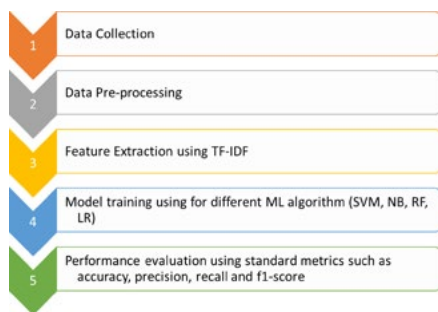 1
Data Collection
2
Data Pre-processing
3
Feature Extraction using TF-IDF
4
Model training using for different ML algorithm (SVM, NB, RF,
LR)
5
Performance evaluation using standard metrics such as
accuracy, precision, recall and f1-score